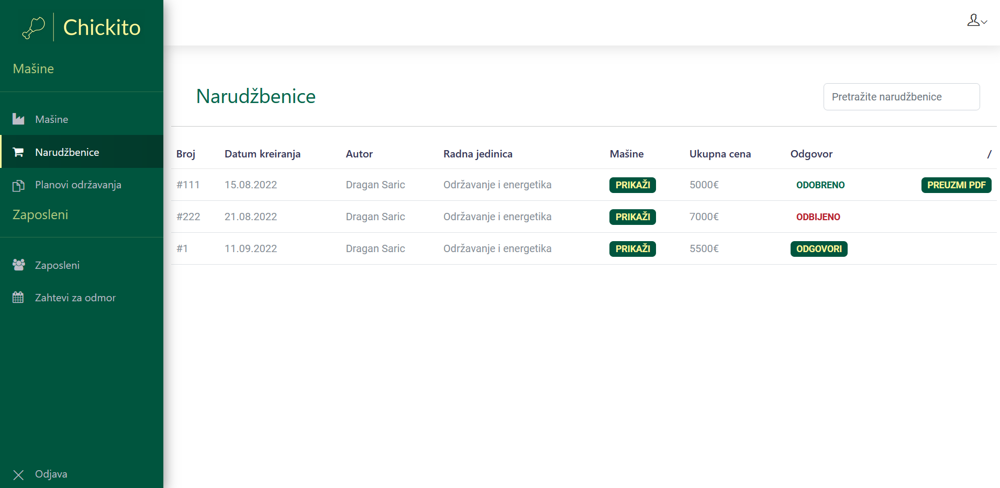 Chickito
Mašine
Mašine
Narudžbenice
Planovi održavanja
Zaposleni
Zaposleni
Zahtevi za odmor
Odjava
Narudžbenice
Pretražite narudžbenice
Broj Datum kreiranja Autor Radna jedinica Mašine Ukupna cena Odgovor /
#111 15.08.2022 Dragan Saric Održavanje i energetika PRIKAŽI 5000€ ODOBRENO PREUZMI PDF
#222 21.08.2022 Dragan Saric Održavanje i energetika PRIKAŽI 7000€ ODBIJENO
#1 11.09.2022 Dragan Saric Održavanje i energetika PRIKAŽI 5500€ ODGOVORI